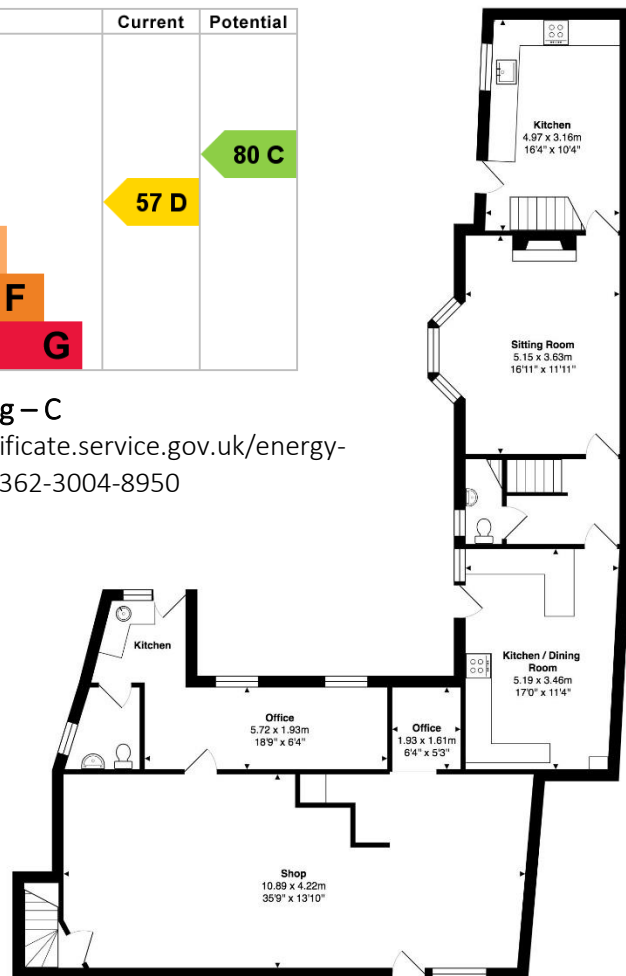 Current Potential
80 C
57 D
F
G
g – C
ificate.service.gov.uk/energy-
362-3004-8950
Kitchen
4.97 x 3.16m
16'4" x 10'4"
Sitting Room
5.15 x 3.63m
16'11" x 11'11"
Kitchen / Dining
Room
5.19 x 3.46m
17'0" x 11'4"
Kitchen
Office
5.72 x 1.93m
18'9" x 6'4"
Office
1.93 x 1.61m
6'4" x 5'3"
Shop
10.89 x 4.22m
35'9" x 13'10"